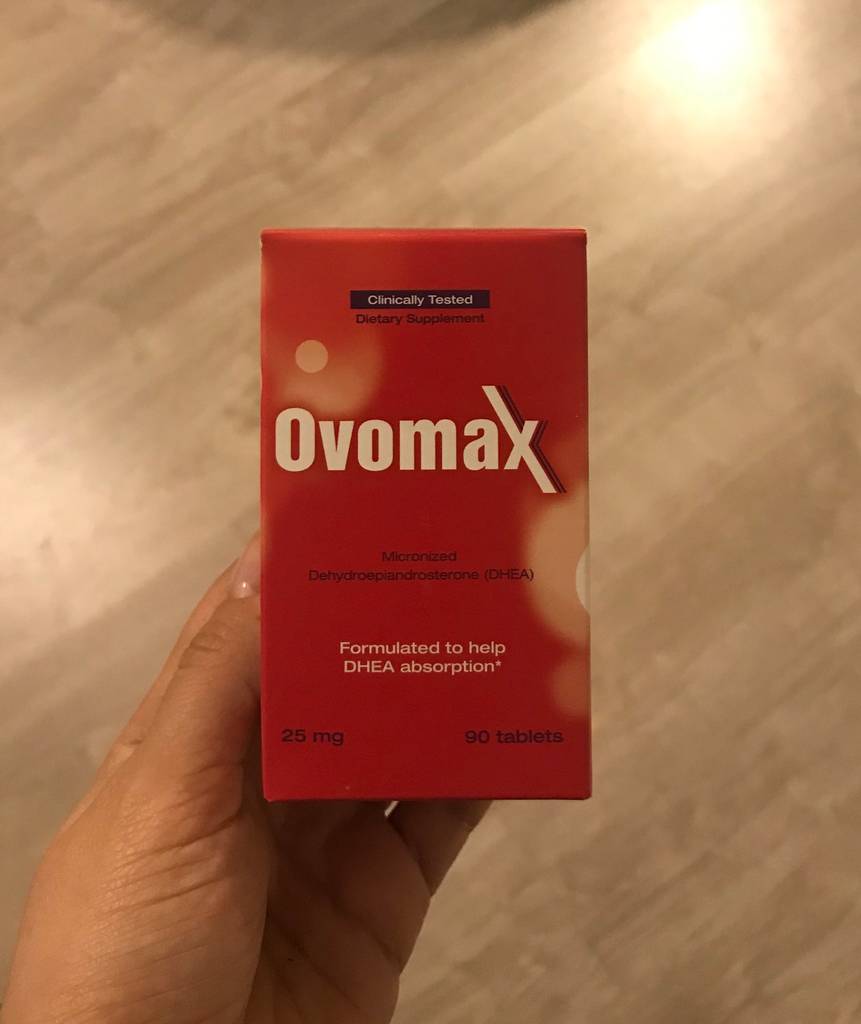 Clinically Tested
Dietary Supplement
Ovomax
Micronized
Dehydroepiandrosterone (DHEA)
Formulated to help
DHEA absorption*
25 mg 90 tablets